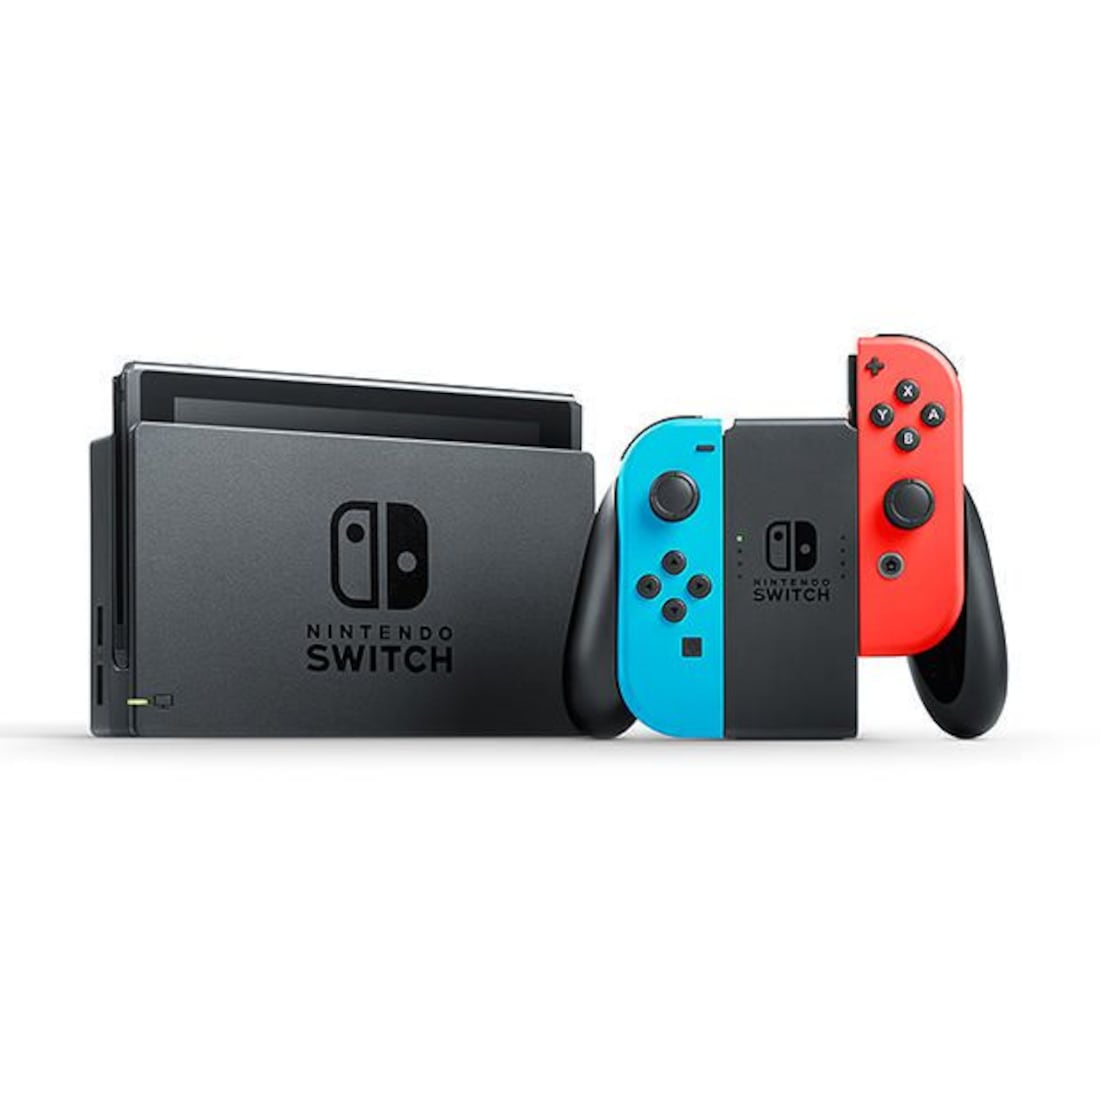 NINTENDO
SWITCH
X
Y
A
B
NINTENDO
SWITCH